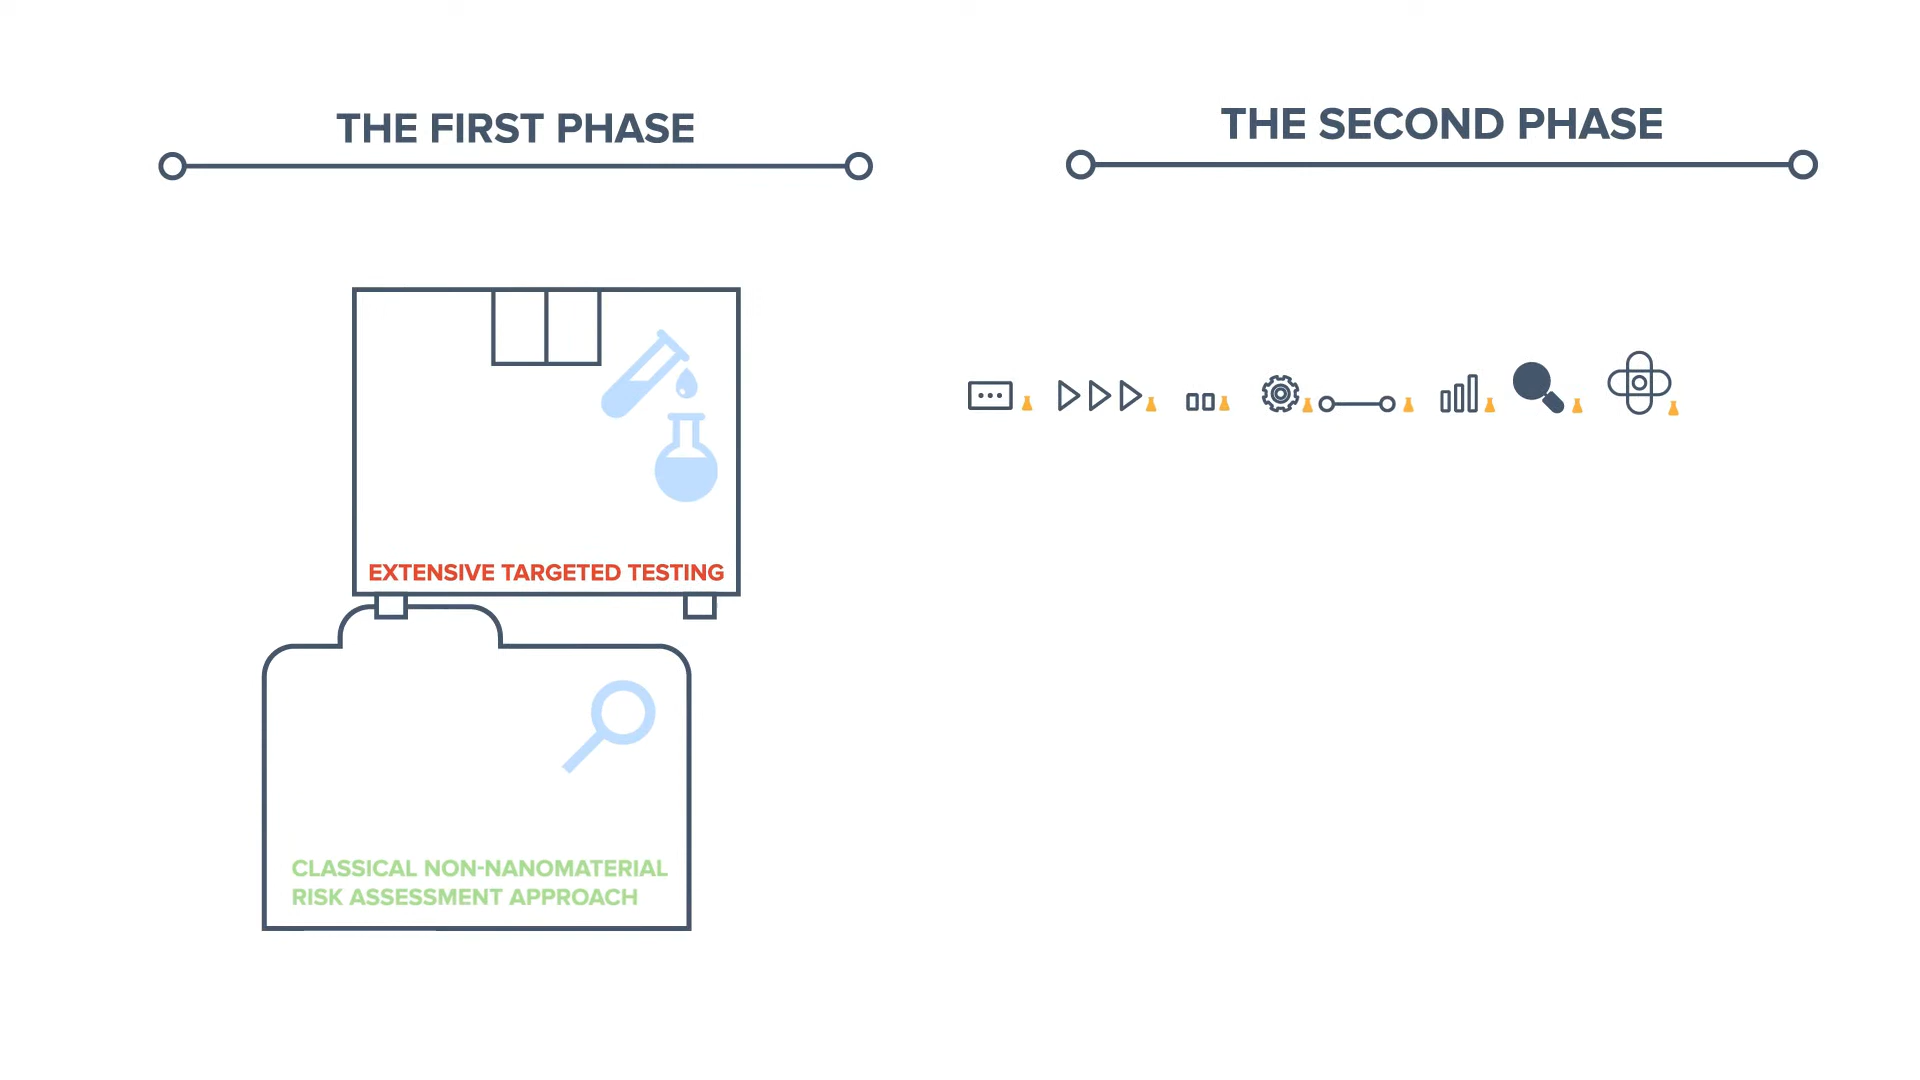 THE FIRST PHASE
THE SECOND PHASE
EXTENSIVE TARGETED TESTING
CLASSICAL NON-NANOMATERIAL
RISK ASSESSMENT APPROACH